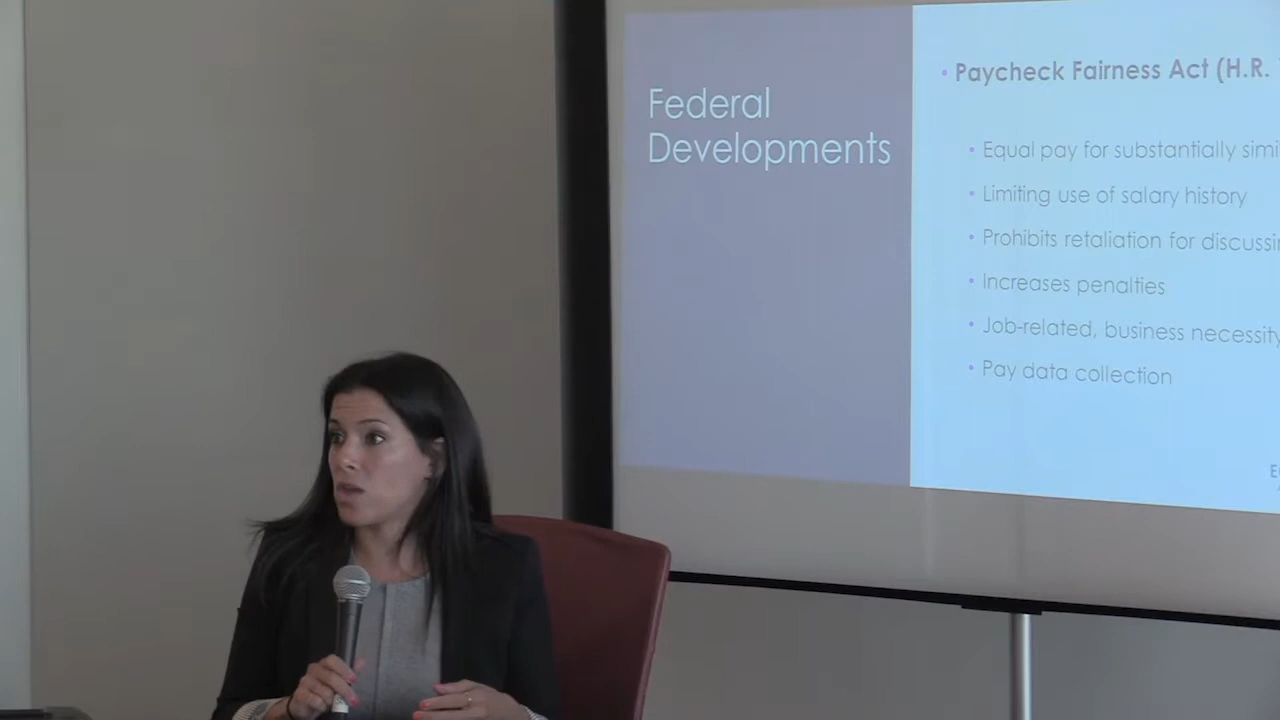 Federal
Developments
• Paycheck Fairness Act (H.R.
• Equal pay for substantially simi
• Limiting use of salary history
• Prohibits retaliation for discussi
• Increases penalties
• Job-related, business necessity
• Pay data collection